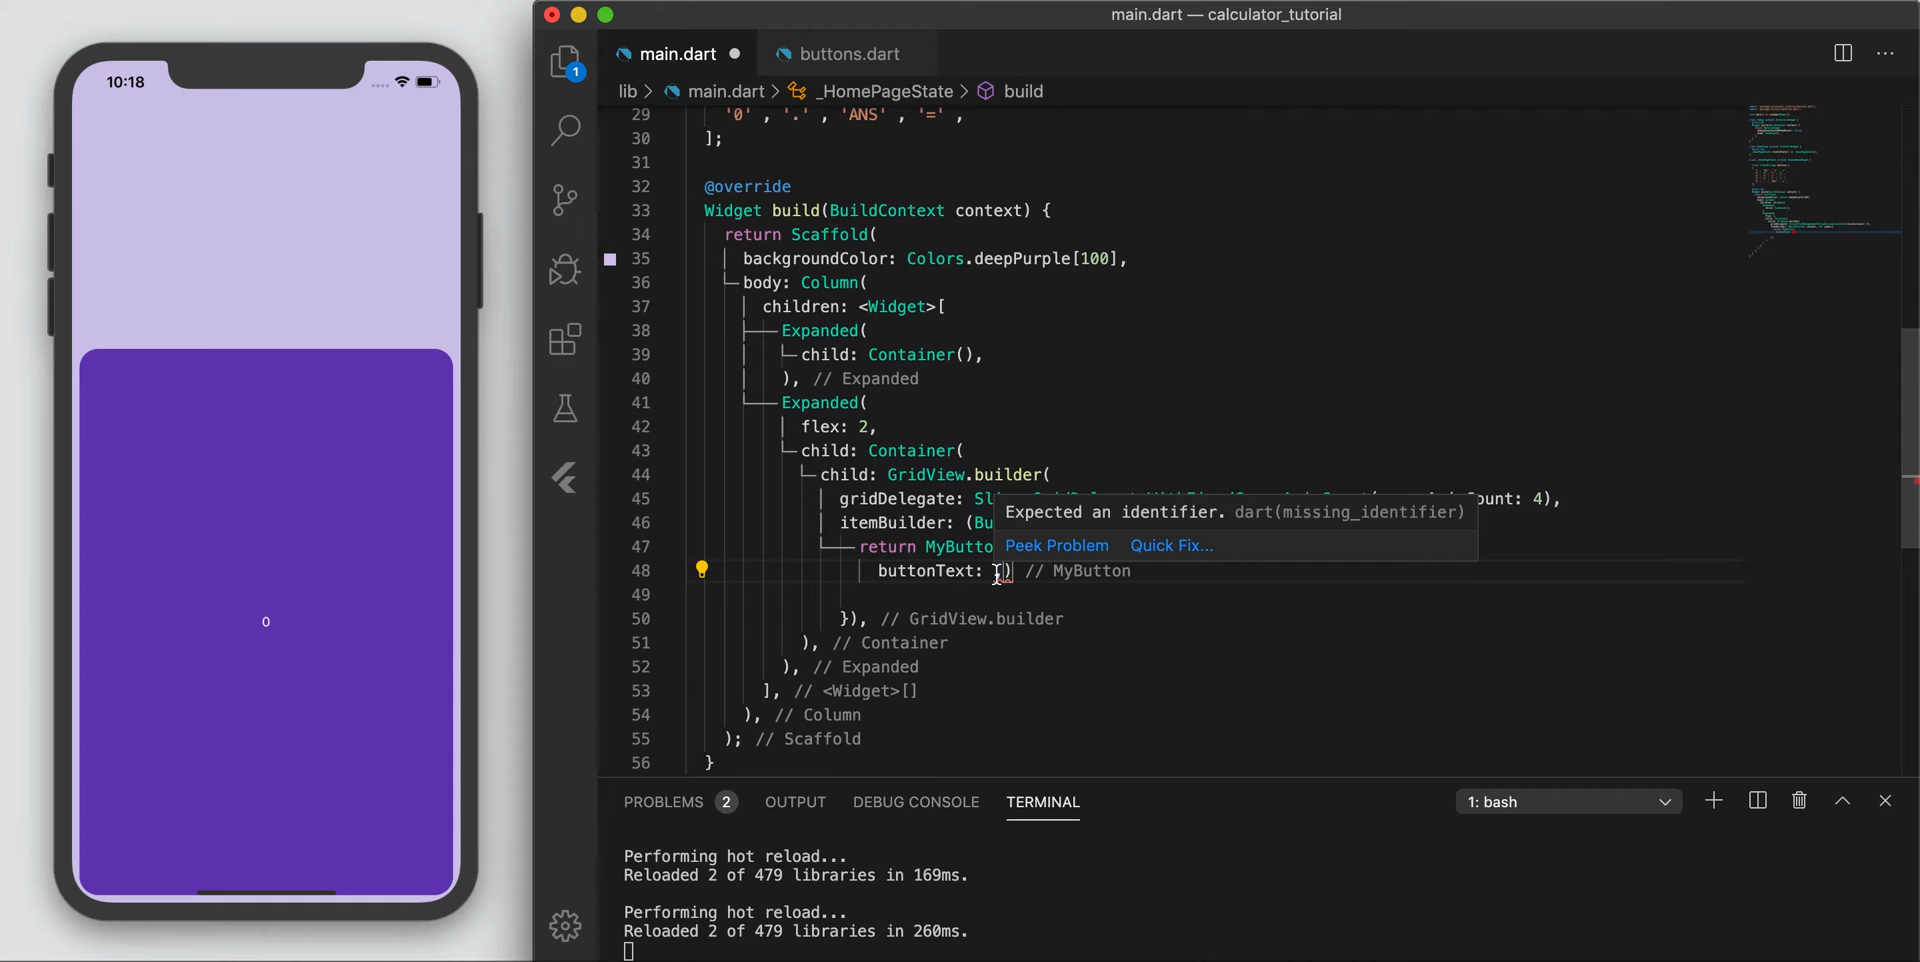 10:18
0
main.dart — calculator_tutorial
main.dart
buttons.dart
1
lib > main.dart > _HomePageState > build
29 '0' , '.' , 'ANS' , '=' ,
30 ];
31
32 @override
33 Widget build(BuildContext context) {
34 return Scaffold(
35 backgroundColor: Colors.deepPurple[100],
36 body: Column(
37 children: <Widget>[
38 Expanded(
39 child: Container(),
40 ), // Expanded
41 Expanded(
42 flex: 2,
43 child: Container(
44 child: GridView.builder(
45 gridDelegate: Count: 4),
Expected an identifier. dart(missing_identifier)
46 itemBuilder: (Bu
Peek Problem Quick Fix...
47 return MyButto
48 buttonText: ,) // MyButton
49
50 }), // GridView.builder
51 ), // Container
52 ), // Expanded
53 ], // <Widget>[]
54 ), // Column
55 ); // Scaffold
56 }
PROBLEMS 2 OUTPUT DEBUG CONSOLE TERMINAL 1: bash
Performing hot reload...
Reloaded 2 of 479 libraries in 169ms.
Performing hot reload...
Reloaded 2 of 479 libraries in 260ms.